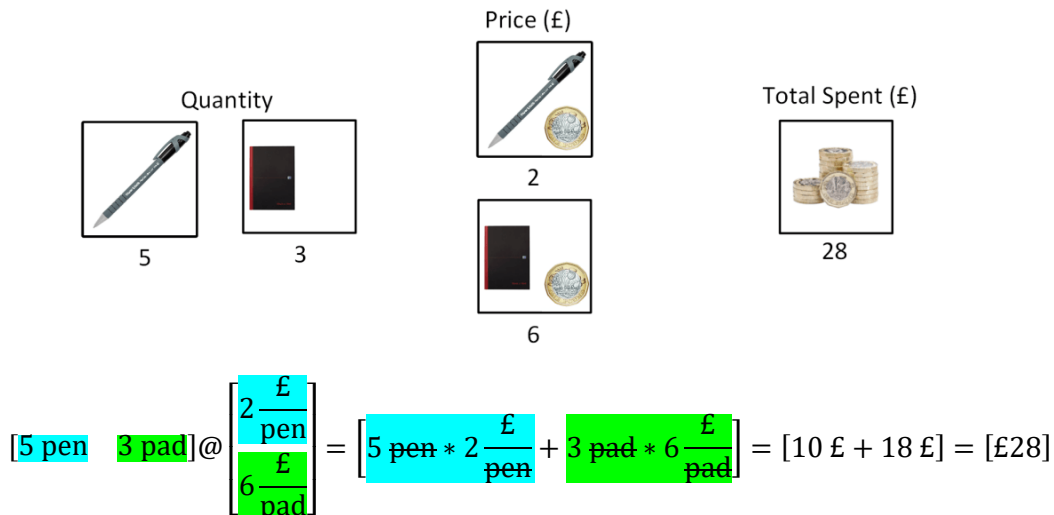 Price (£)
Quantity
Total Spent (£)
2
5
3
28
6
[5 pen 3 pad]@[2 £/pen
6 £/pad] = [5 pen * 2 £/pen + 3 pad * 6 £/pad] = [10 £ + 18 £] = [£28]